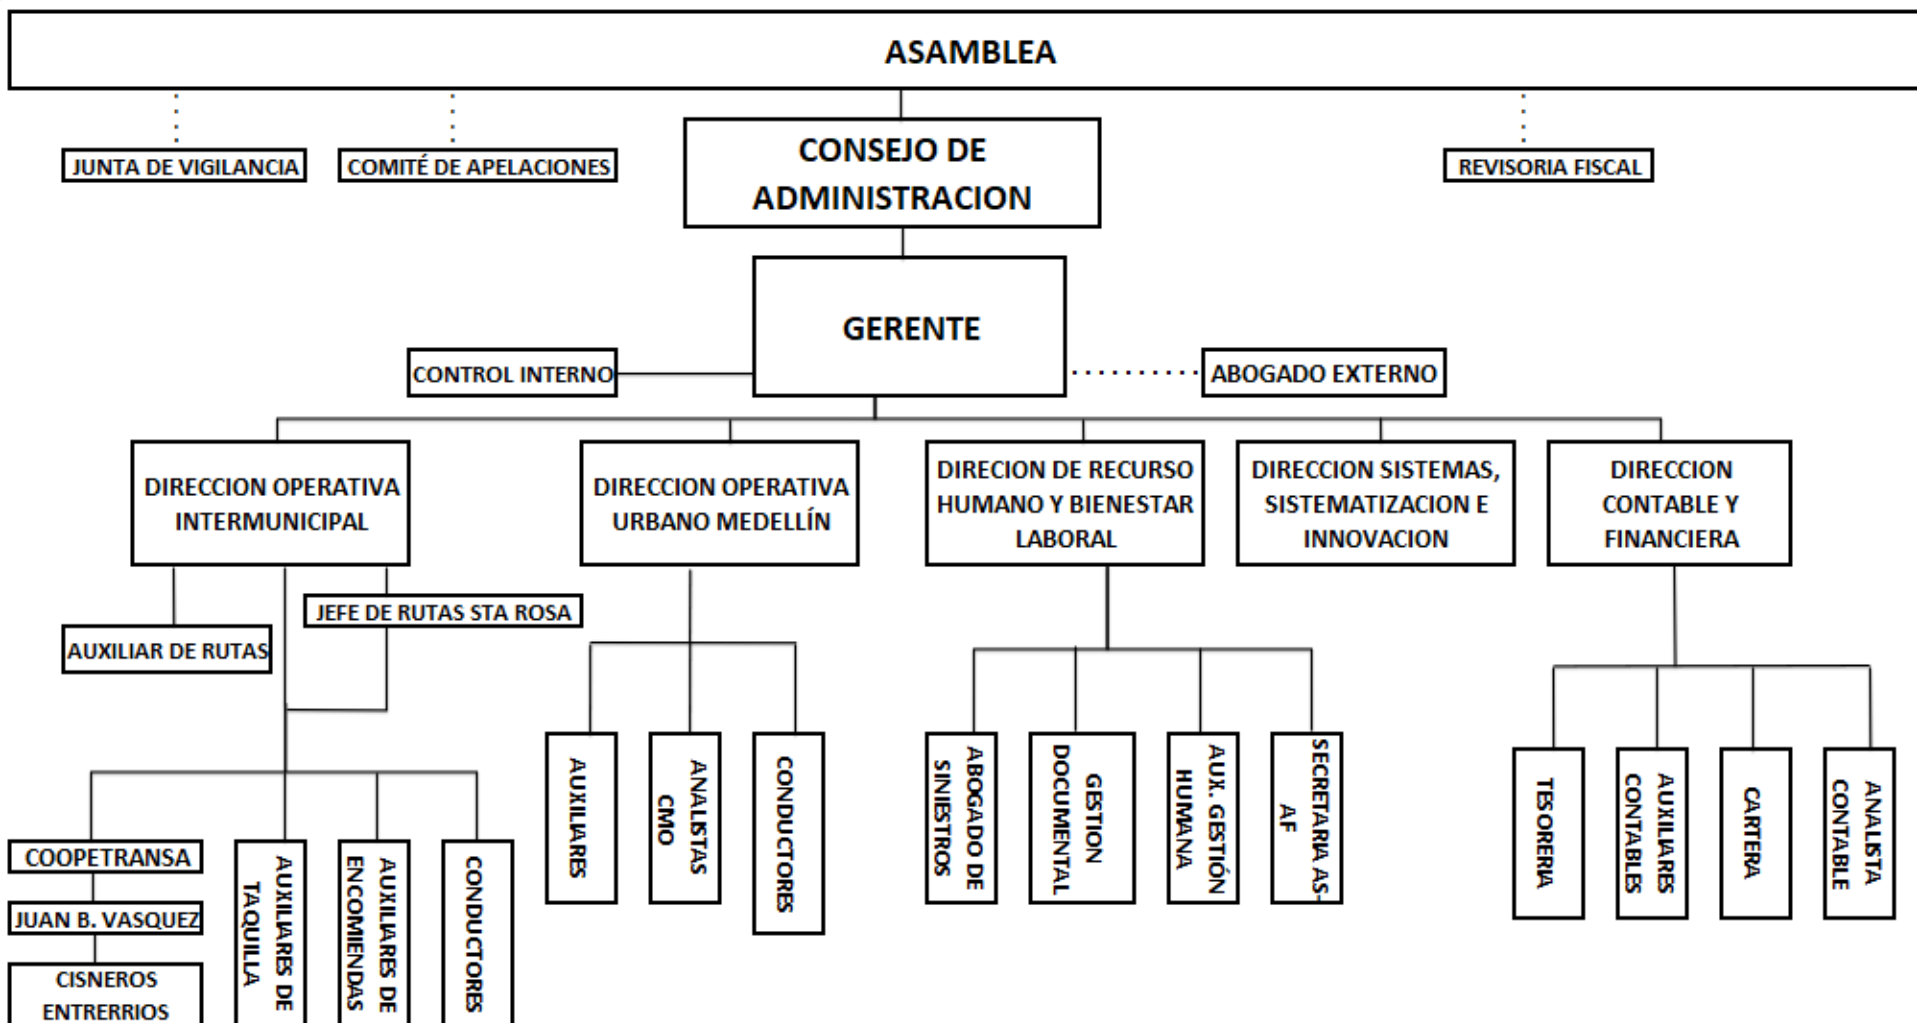 ASAMBLEA
JUNTA DE VIGILANCIA
COMITÉ DE APELACIONES
CONSEJO DE
ADMINISTRACION
REVISORIA FISCAL
GERENTE
CONTROL INTERNO
ABOGADO EXTERNO
DIRECCION OPERATIVA
INTERMUNICIPAL
DIRECCION OPERATIVA
URBANO MEDELLÍN
DIRECION DE RECURSO
HUMANO Y BIENESTAR
LABORAL
DIRECCION SISTEMAS,
SISTEMATIZACION E
INNOVACION
DIRECCION
CONTABLE Y
FINANCIERA
JEFE DE RUTAS STA ROSA
AUXILIAR DE RUTAS
AUXILIARES
ANALISTAS
CMO
CONDUCTORES
ABOGADO DE
SINIESTROS
GESTION
DOCUMENTAL
AUX. GESTIÓN
HUMANA
SECRETARIA AS-
AF
TESORERIA
AUXILIARES
CONTABLES
CARTERA
ANALISTA
CONTABLE
COOPETRANSA
JUAN B. VASQUEZ
CISNEROS
ENTRERRIOS
AUXILIARES DE
TAQUILLA
AUXILIARES DE
ENCOMIENDAS
CONDUCTORES